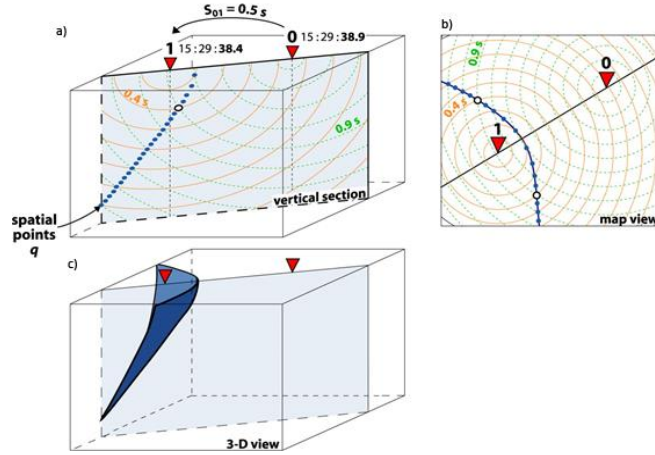 S01 = 0.5 s
a)
1 15 : 29 : 38.4
0 15 : 29 : 38.9
0.4 s
0.9 s
vertical section
spatial
points
q
b)
0.9 s
0
0.4 s
1
map view
c)
3-D view